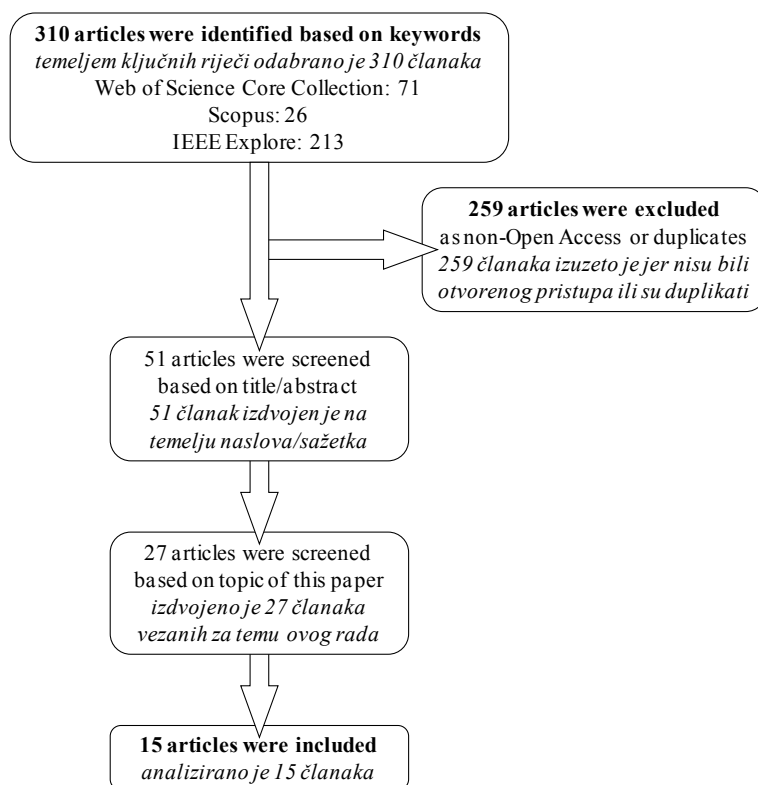 310 articles were identified based on keywords
temeljem ključnih riječi odabrano je 310 članaka
Web of Science Core Collection: 71
Scopus: 26
IEEE Explore: 213
259 articles were excluded
as non-Open Access or duplicates
259 članaka izuzeto je jer nisu bili
otvorenog pristupa ili su duplikati
51 articles were screened
based on title/abstract
51 članak izdvojen je na
temelju naslova/sažetka
27 articles were screened
based on topic of this paper
izdvojeno je 27 članaka
vezanih za temu ovog rada
15 articles were included
analizirano je 15 članaka